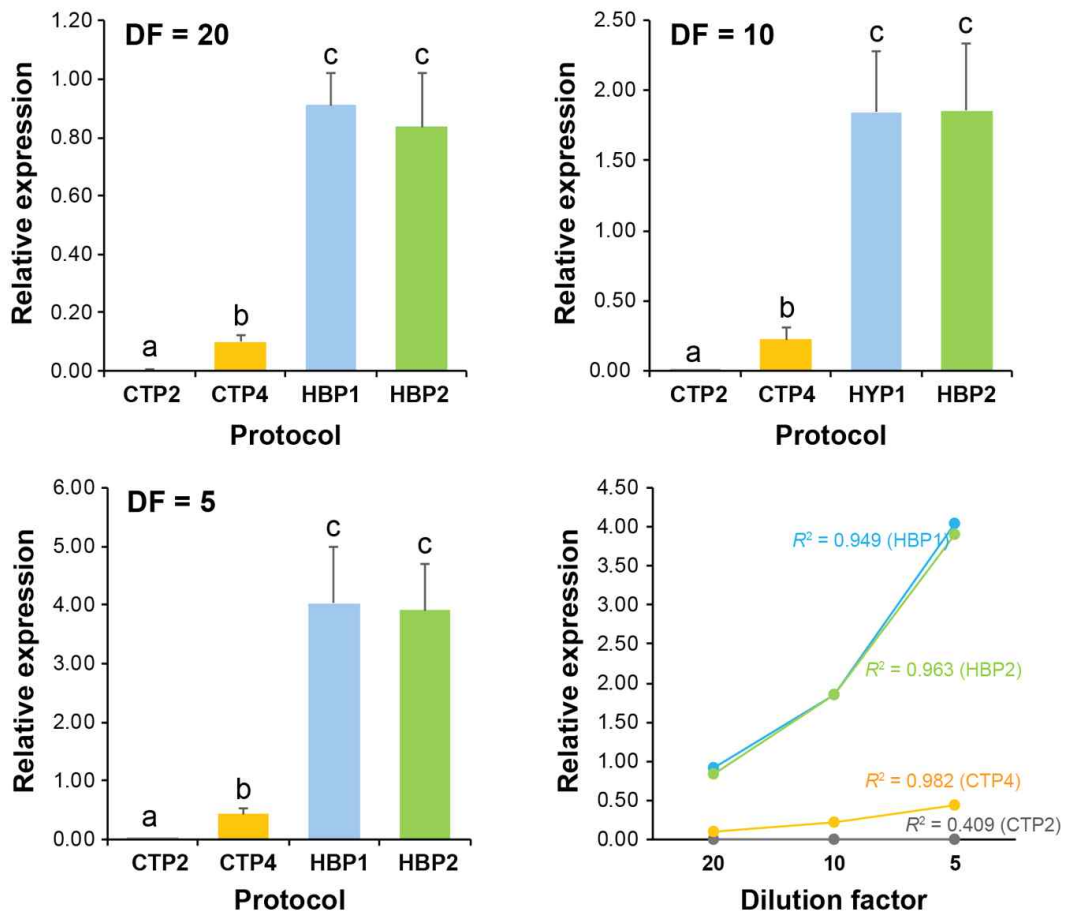 DF = 20
Relative expression
1.20
1.00
0.80
0.60
0.40
0.20
0.00
a
b
c
c
CTP2 CTP4 HBP1 HBP2
Protocol
DF = 10
Relative expression
2.50
2.00
1.50
1.00
0.50
0.00
a
b
c
c
CTP2 CTP4 HYP1 HBP2
Protocol
DF = 5
Relative expression
6.00
5.00
4.00
3.00
2.00
1.00
0.00
a
b
c
c
CTP2 CTP4 HBP1 HBP2
Protocol
Relative expression
4.50
4.00
3.50
3.00
2.50
2.00
1.50
1.00
0.50
0.00
R² = 0.949 (HBP1)
R² = 0.963 (HBP2)
R² = 0.982 (CTP4)
R² = 0.409 (CTP2)
20 10 5
Dilution factor